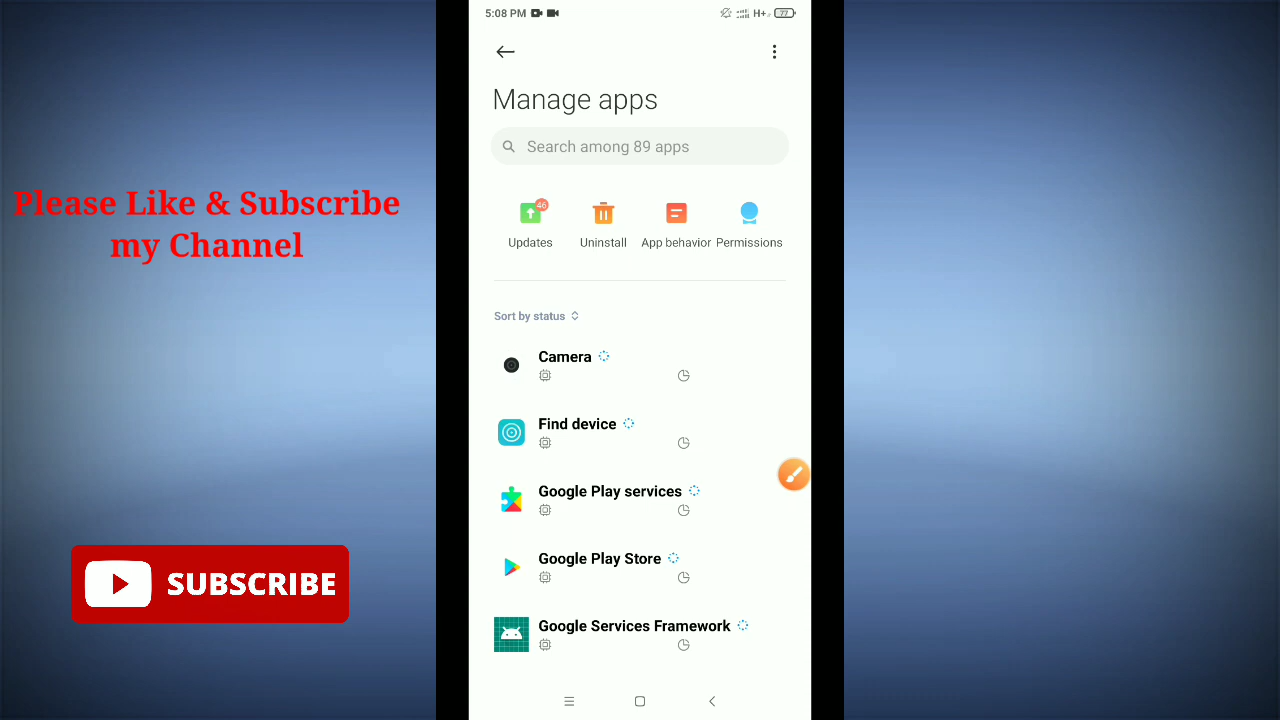 Please Like & Subscribe
my Channel
SUBSCRIBE
5:08 PM
H+
77
Manage apps
Search among 89 apps
46
Updates
Uninstall
App behavior
Permissions
Sort by status
Camera
Find device
Google Play services
Google Play Store
Google Services Framework